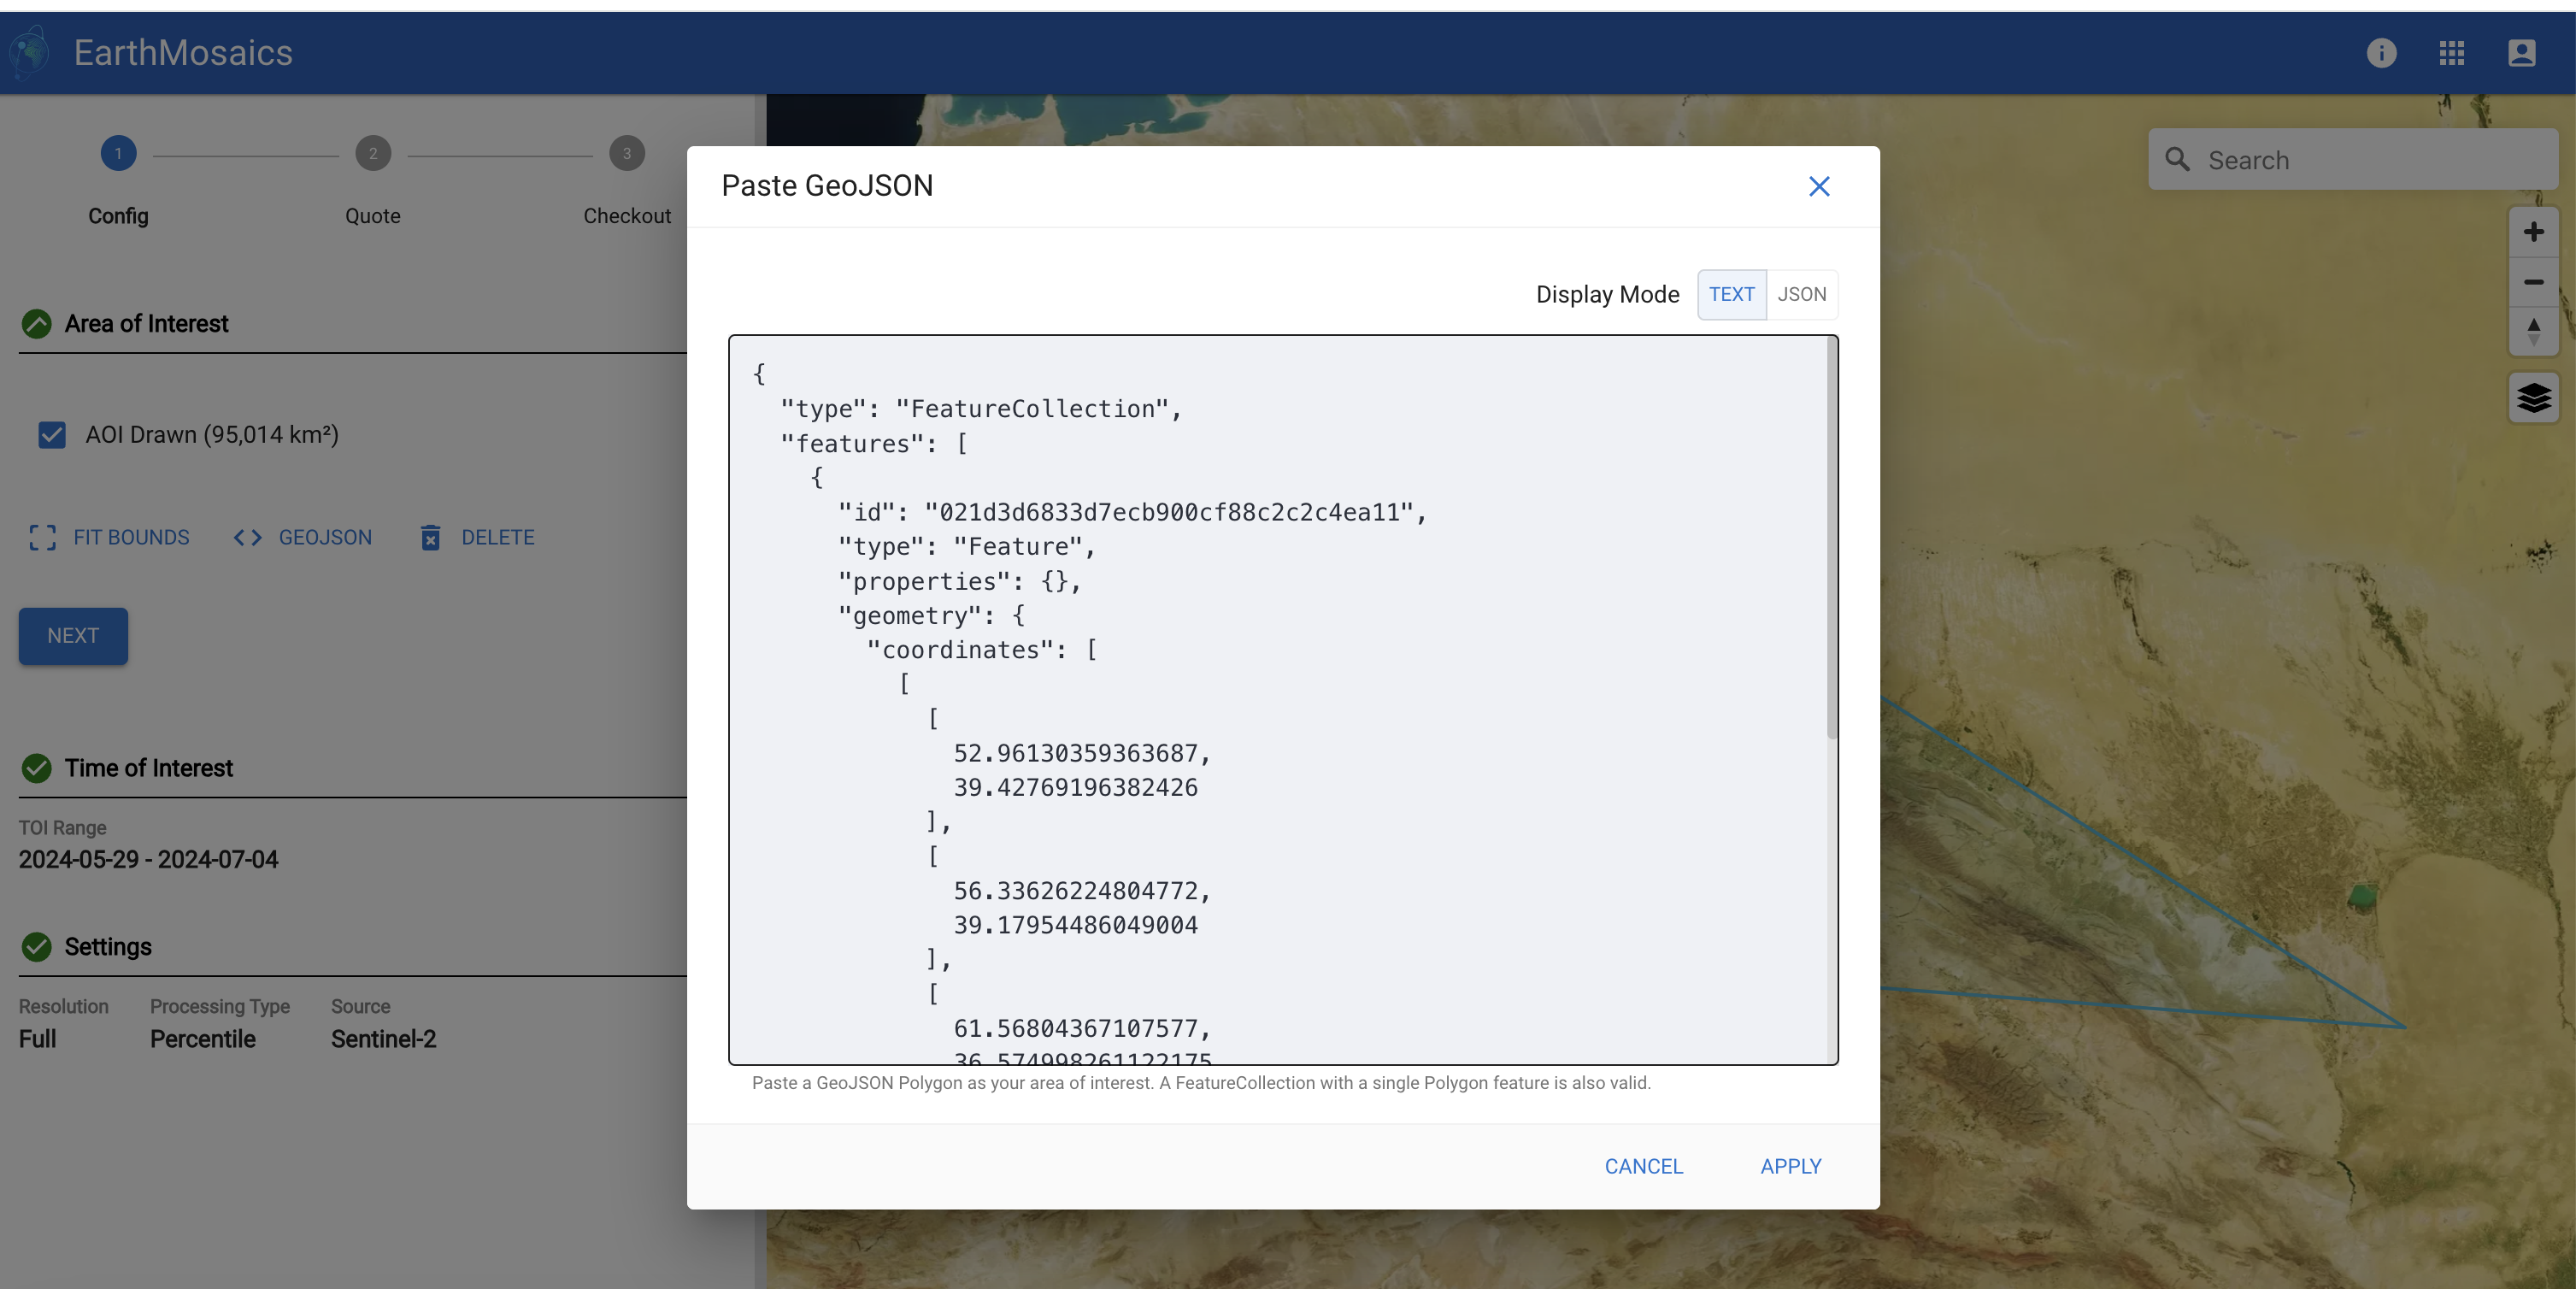 EarthMosaics
1
2
3
Config
Quote
Checkout
Area of Interest
AOI Drawn (95,014 km²)
FIT BOUNDS
GEOJSON
DELETE
NEXT
Time of Interest
TOI Range
2024-05-29 - 2024-07-04
Settings
Resolution
Processing Type
Source
Full
Percentile
Sentinel-2
Paste GeoJSON
Display Mode
TEXT
JSON
{
"type": "FeatureCollection",
"features": [
{
"id": "021d3d6833d7ecb900cf88c2c2c4ea11",
"type": "Feature",
"properties": {},
"geometry": {
"coordinates": [
[
[
52.96130359363687,
39.42769196382426
],
[
56.33626224804772,
39.17954486049004
],
[
61.56804367107577,
36.574998261122175
Paste a GeoJSON Polygon as your area of interest. A FeatureCollection with a single Polygon feature is also valid.
CANCEL
APPLY
Search